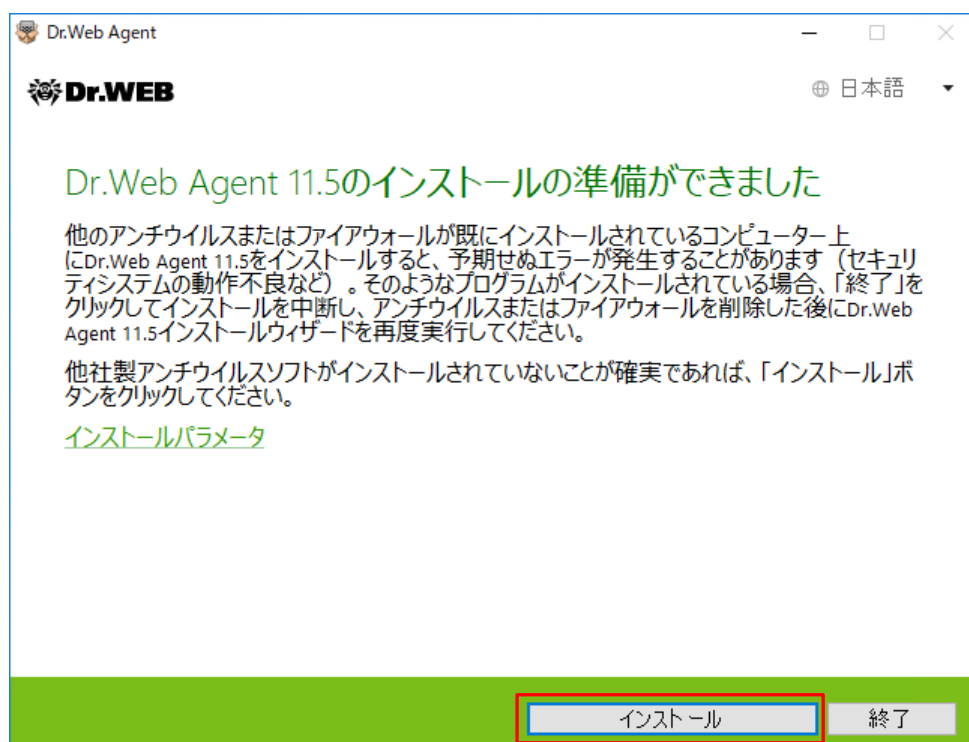 Dr.Web Agent
Dr.WEB
日本語
Dr.Web Agent 11.5のインストールの準備ができました
他のアンチウイルスまたはファイアウォールが既にインストールされているコンピューター上
にDr.Web Agent 11.5をインストールすると、予期せぬエラーが発生することがあります（セキュリ
ティシステムの動作不良など）。そのようなプログラムがインストールされている場合、「終了」を
クリックしてインストールを中断し、アンチウイルスまたはファイアウォールを削除した後にDr.Web
Agent 11.5インストールウィザードを再度実行してください。
他社製アンチウイルスソフトがインストールされていないことが確実であれば、「インストール」ボ
タンをクリックしてください。
インストールパラメータ
インストール
終了